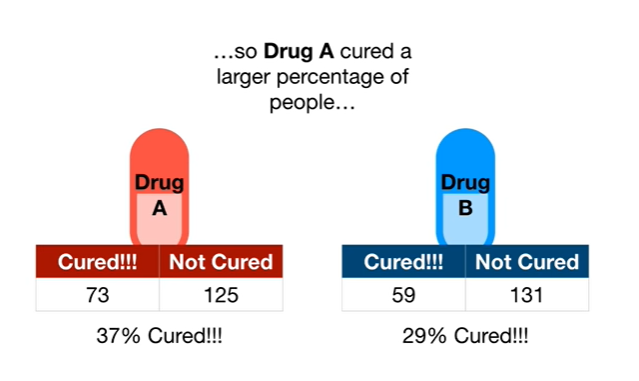 …so Drug A cured a
larger percentage of
people…
Drug
A
Drug
B
Cured!!! Not Cured
73 125
Cured!!! Not Cured
59 131
37% Cured!!!
29% Cured!!!